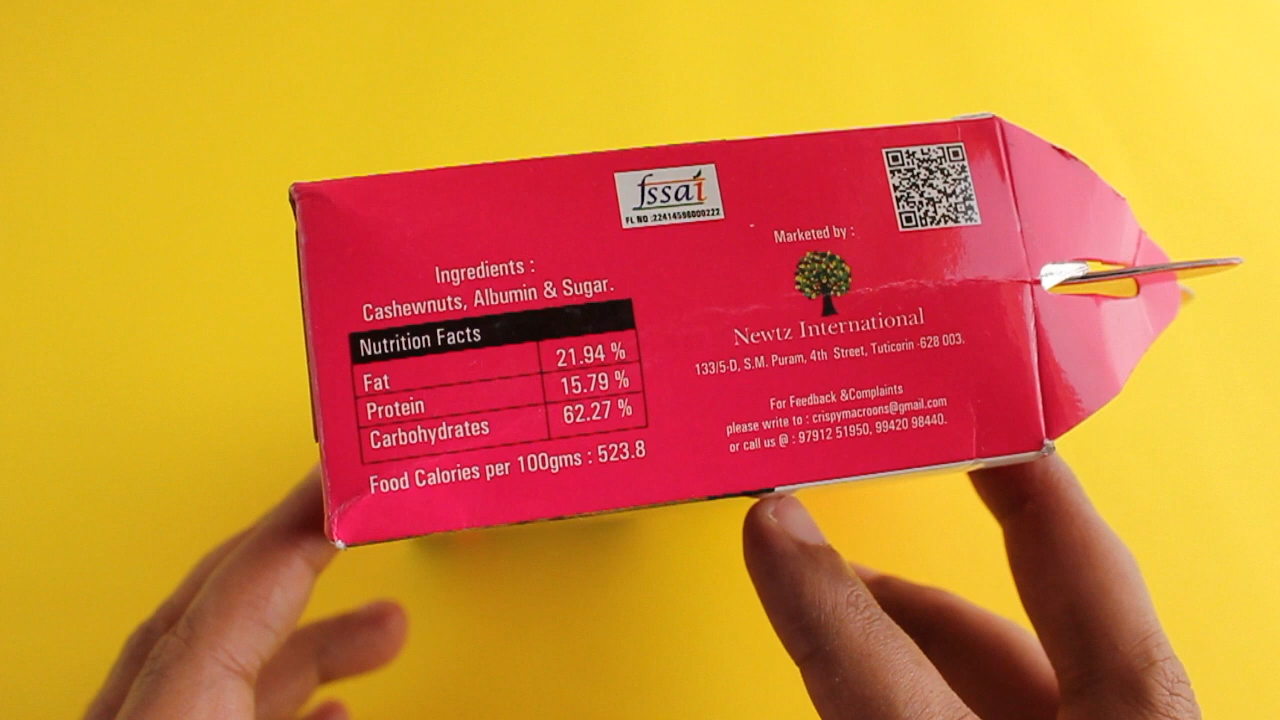 fssai
FL NO :22414598000222
Ingredients :
Cashewnuts, Albumin & Sugar.
Nutrition Facts
Fat 21.94 %
Protein 15.79 %
Carbohydrates 62.27 %
Food Calories per 100gms : 523.8
Marketed by :
Newtz International
133/5-D, S.M. Puram, 4th Street, Tuticorin -628 003.
For Feedback &Complaints
please write to : crispymacroons@gmail.com
or call us @ : 97912 51950, 99420 98440.